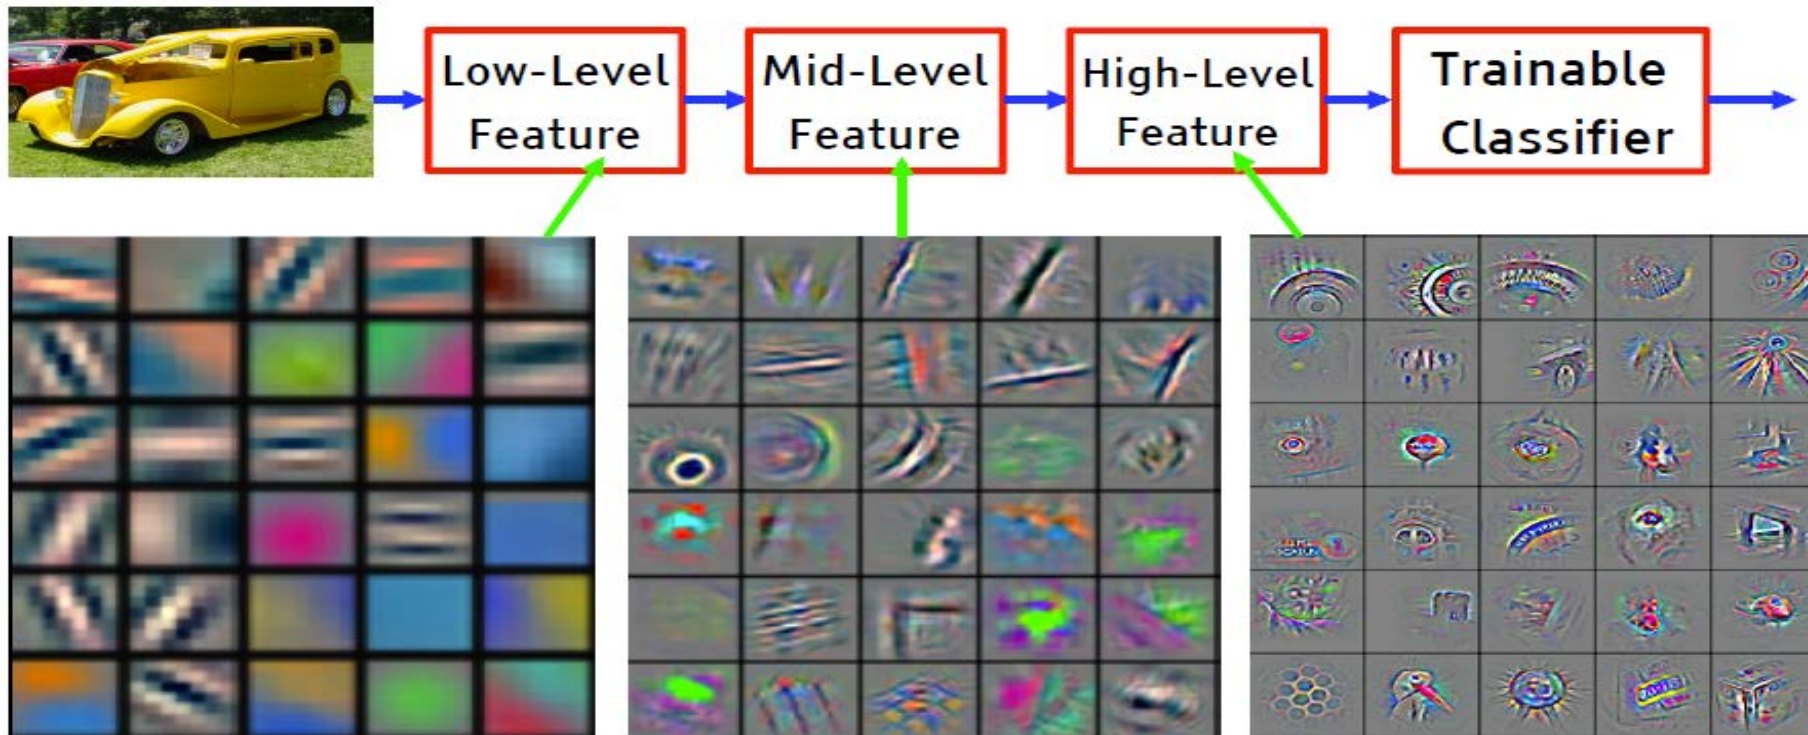 Low-Level
Feature
Mid-Level
Feature
High-Level
Feature
Trainable
Classifier